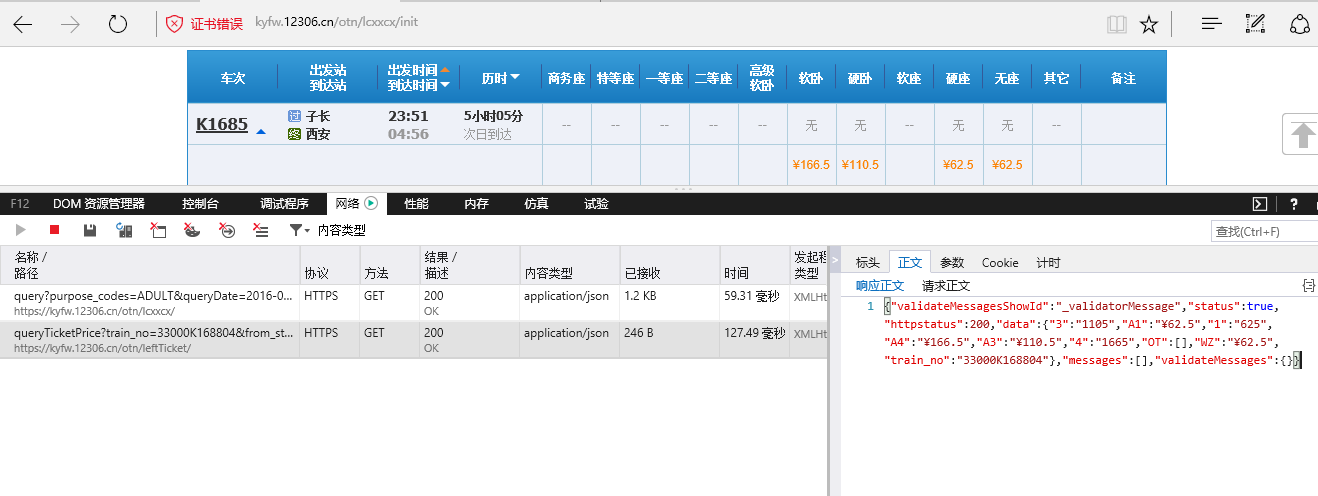 证书错误 kyfw.12306.cn/otn/lcxxcx/init
车次 出发站 到达站 出发时间 到达时间 历时 商务座 特等座 一等座 二等座 高级软卧 软卧 硬卧 软座 硬座 无座 其它 备注
K1685 过 子长 23:51 5小时05分 -- -- -- -- -- 无 无 -- 无 无 --
终 西安 04:56 次日到达
¥166.5 ¥110.5 ¥62.5 ¥62.5
F12 DOM 资源管理器 控制台 调试程序 网络 性能 内存 仿真 试验 ?
内容类型 查找(Ctrl+F)
名称 / 路径 协议 方法 结果 / 描述 内容类型 已接收 时间 发起程 类型
query?purpose_codes=ADULT&queryDate=2016-0... HTTPS GET 200 application/json 1.2 KB 59.31 毫秒 XMLHt
https://kyfw.12306.cn/otn/lcxxcx/ OK
queryTicketPrice?train_no=33000K168804&from_st... HTTPS GET 200 application/json 246 B 127.49 毫秒 XMLHt
https://kyfw.12306.cn/otn/leftTicket/ OK
标头 正文 参数 Cookie 计时
响应正文 请求正文
1 {"validateMessagesShowId":"_validatorMessage","status":true,
"httpstatus":200,"data":{"3":"1105","A1":"¥62.5","1":"625",
"A4":"¥166.5","A3":"¥110.5","4":"1665","OT":[],"WZ":"¥62.5",
"train_no":"33000K168804"},"messages":[],"validateMessages":{}}